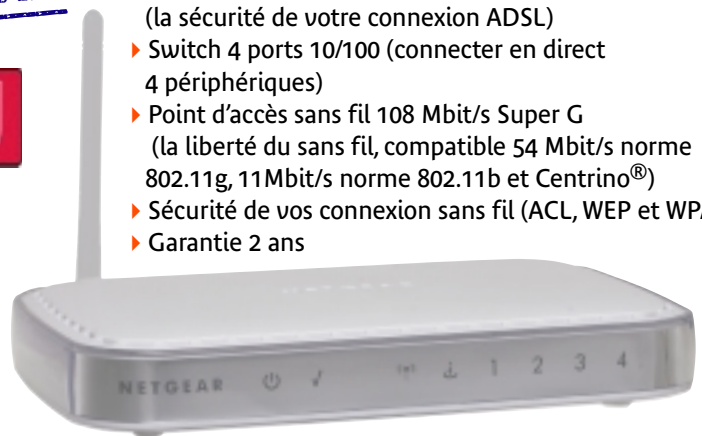 (la sécurité de votre connexion ADSL)
▸ Switch 4 ports 10/100 (connecter en direct
4 périphériques)
▸ Point d’accès sans fil 108 Mbit/s Super G
(la liberté du sans fil, compatible 54 Mbit/s norme
802.11g, 11Mbit/s norme 802.11b et Centrino®)
▸ Sécurité de vos connexion sans fil (ACL, WEP et WPA
▸ Garantie 2 ans
NETGEAR
NETGEAR 1 2 3 4